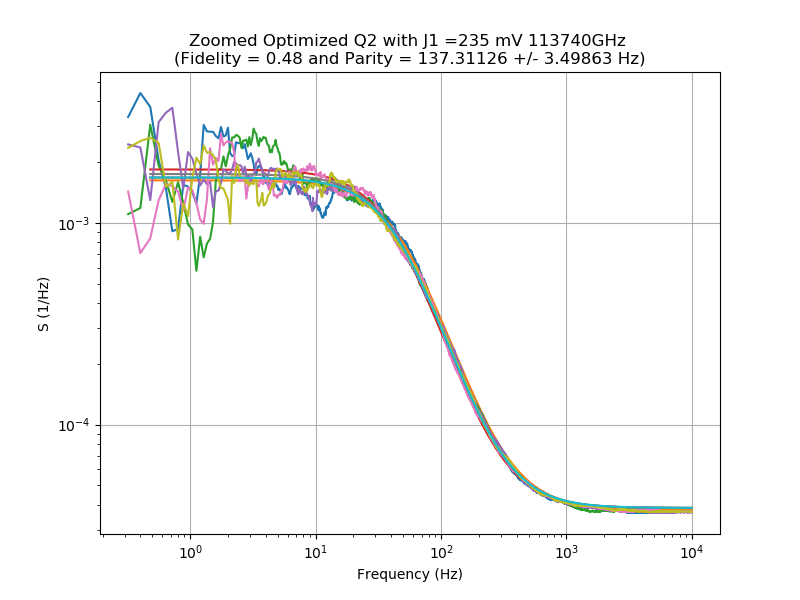 Zoomed Optimized Q2 with J1 =235 mV 113740GHz
(Fidelity = 0.48 and Parity = 137.31126 +/- 3.49863 Hz)
S (1/Hz)
10⁻³
10⁻⁴
10⁰ 10¹ 10² 10³ 10⁴
Frequency (Hz)